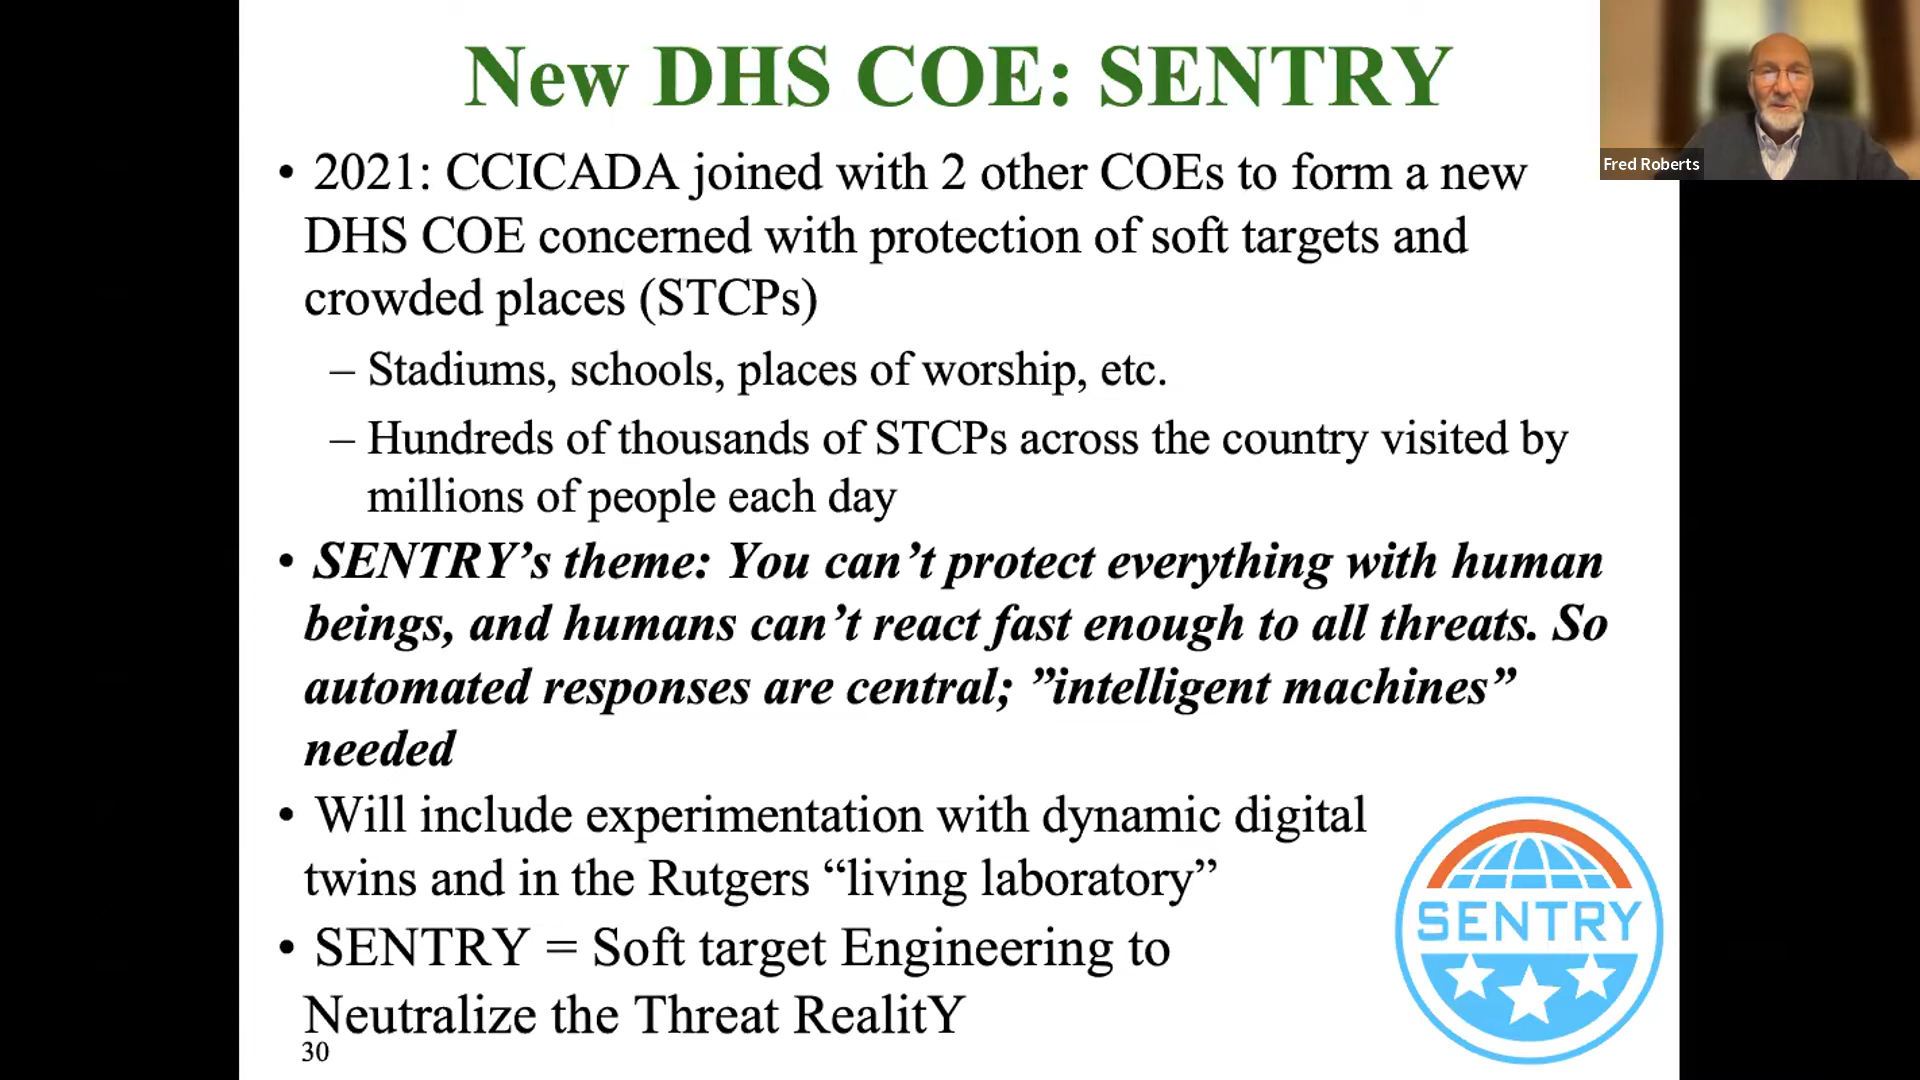 New DHS COE: SENTRY
Fred Roberts
• 2021: CCICADA joined with 2 other COEs to form a new
DHS COE concerned with protection of soft targets and
crowded places (STCPs)
– Stadiums, schools, places of worship, etc.
– Hundreds of thousands of STCPs across the country visited by
millions of people each day
• SENTRY’s theme: You can’t protect everything with human
beings, and humans can’t react fast enough to all threats. So
automated responses are central; ”intelligent machines”
needed
• Will include experimentation with dynamic digital
twins and in the Rutgers “living laboratory”
• SENTRY = Soft target Engineering to
Neutralize the Threat RealitY
SENTRY
30